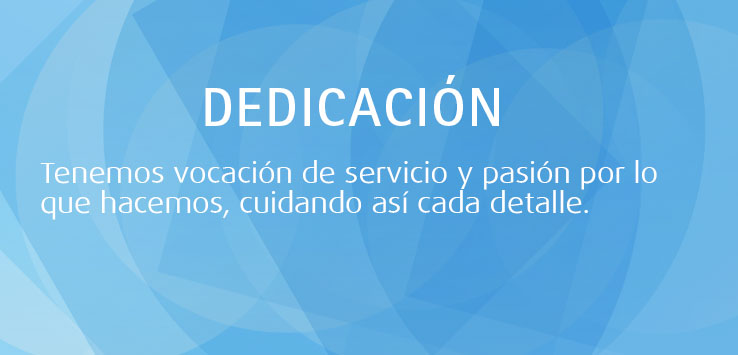 DEDICACIÓN
Tenemos vocación de servicio y pasión por lo
que hacemos, cuidando así cada detalle.